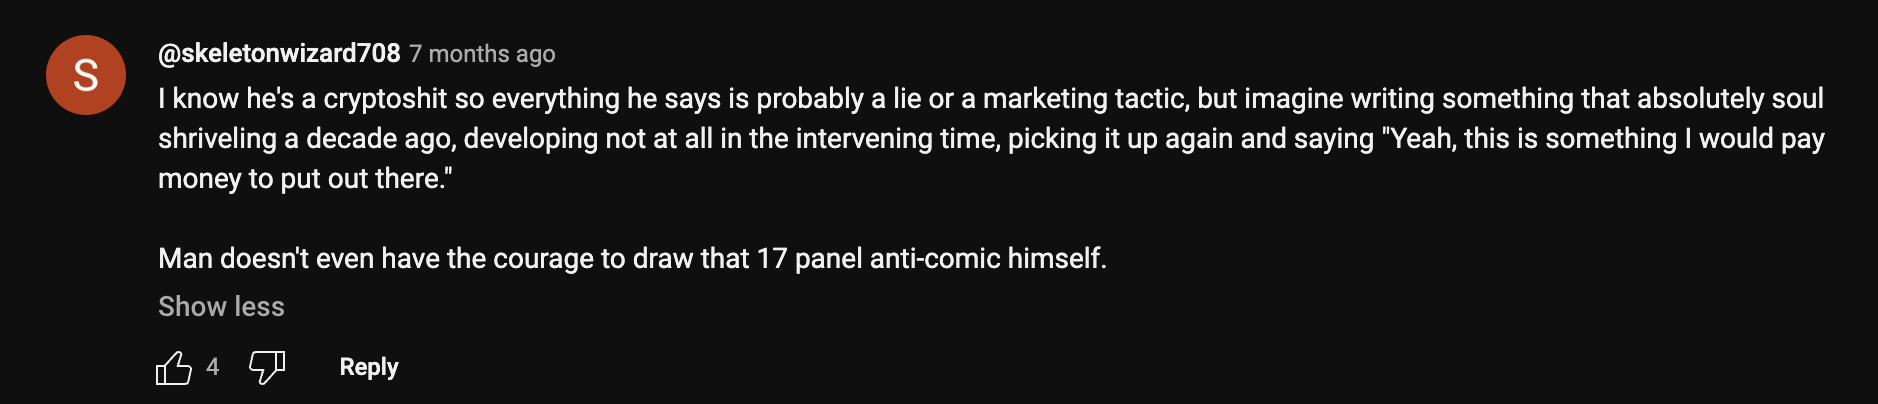 S
@skeletonwizard708 7 months ago
I know he's a cryptoshit so everything he says is probably a lie or a marketing tactic, but imagine writing something that absolutely soul
shriveling a decade ago, developing not at all in the intervening time, picking it up again and saying "Yeah, this is something I would pay
money to put out there."
Man doesn't even have the courage to draw that 17 panel anti-comic himself.
Show less
4 Reply